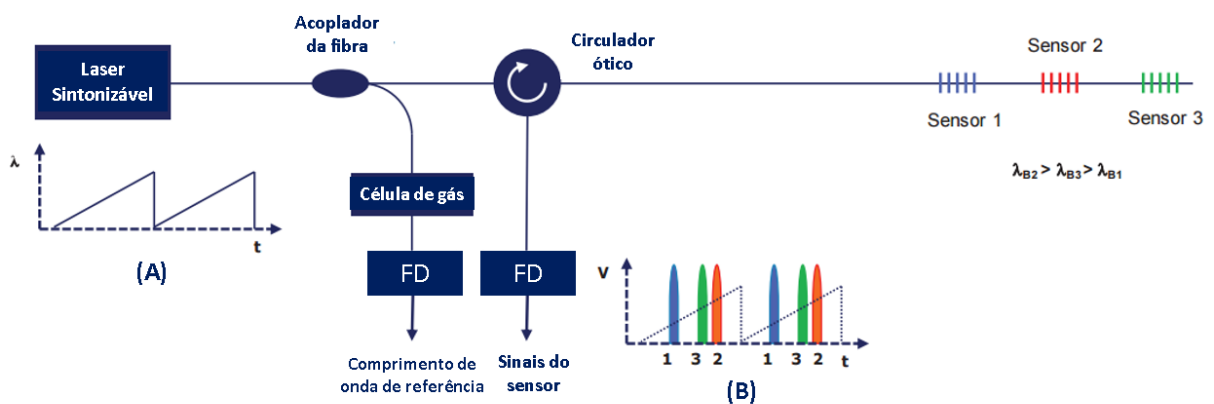 Acoplador
da fibra
Circulador
ótico
Laser
Sintonizável
Sensor 2
Sensor 1
Sensor 3
λB2 > λB3 > λB1
λ
t
(A)
Célula de gás
FD
FD
Comprimento de
onda de referência
Sinais do
sensor
V
1 3 2 1 3 2 t
(B)